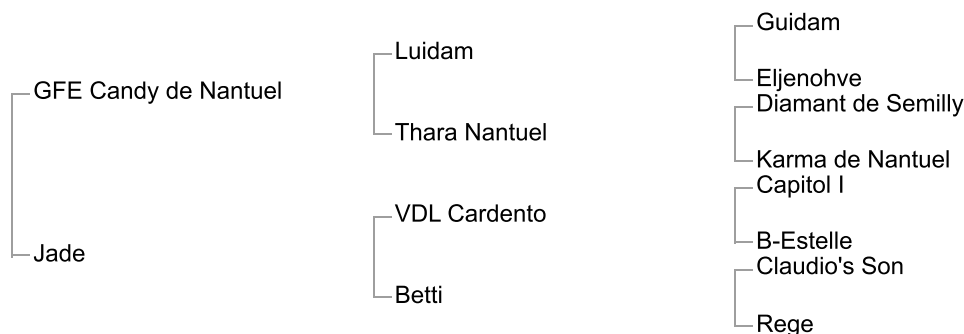 Guidam
Luidam
Eljenohve
GFE Candy de Nantuel
Diamant de Semilly
Thara Nantuel
Karma de Nantuel
Capitol I
VDL Cardento
B-Estelle
Jade
Claudio's Son
Betti
Rege